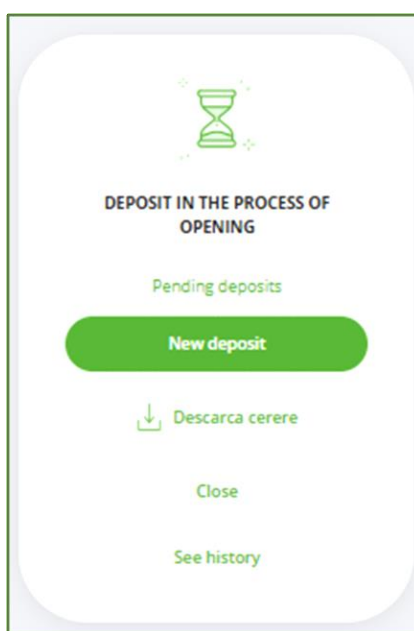 DEPOSIT IN THE PROCESS OF
OPENING
Pending deposits
New deposit
Descarca cerere
Close
See history